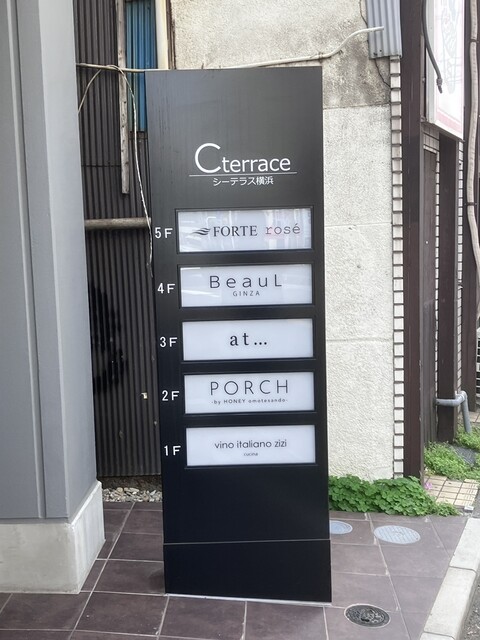 Cterrace
シーテラス横浜
5F FORTE rosé
4F BeauL
GINZA
3F at...
2F PORCH
-by HONEY omotesando-
1F vino italiano zizi
cucina